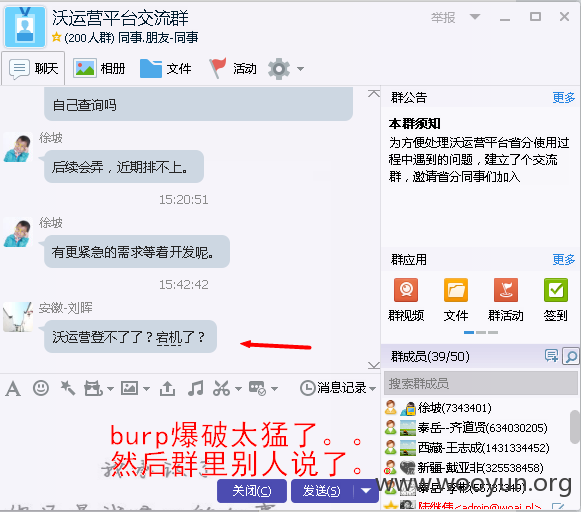 沃运营平台交流群
举报
(200人群) 同事.朋友-同事
聊天 相册 文件 活动
自己查询吗
徐坡
后续会弄，近期排不上。
15:20:51
徐坡
有更紧急的需求等着开发呢。
15:42:42
安徽-刘晖
沃运营登不了了？宕机了？
消息记录
burp爆破太猛了。。
然后群里别人说了。
关闭(C) 发送(S)
群公告 更多
本群须知
为方便处理沃运营平台省分使用过
程中遇到的问题，建立了个交流
群，邀请省分同事们加入
群应用 更多
群视频 文件 群活动 签到
群成员(39/50)
搜索群成员
徐坡(7343401)
秦岳--齐道贤(634030205)
西藏-王志成(1431334452)
新疆-戴亚非(325538458)
www.wooyun.org